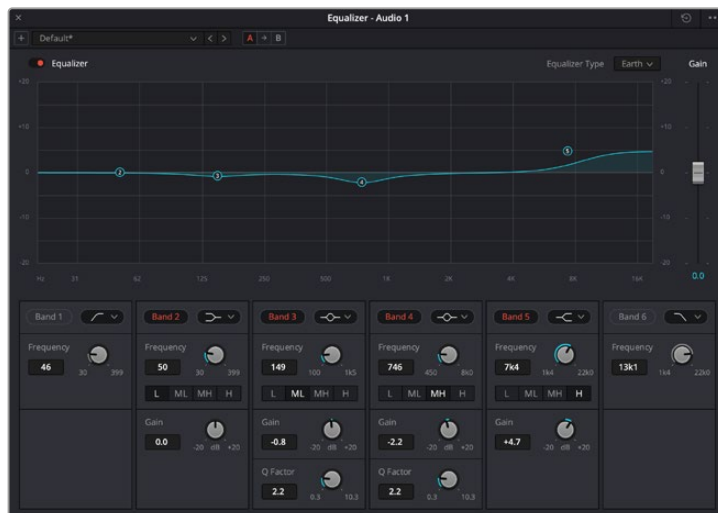 Equalizer - Audio 1
Default*
A B
Equalizer
Equalizer Type Earth Gain
+20 +20
+10 +10
0 0
-10 -10
-20 -20
Hz 31 62 125 250 500 1K 2K 4K 8K 16K
2 3 4 5
0.0
Band 1 Band 2 Band 3 Band 4 Band 5 Band 6
Frequency Frequency Frequency Frequency Frequency Frequency
46 30 399 50 30 399 149 100 1k5 746 450 8k0 7k4 1k4 22k0 13k1 1k4 22k0
L ML MH H L ML MH H L ML MH H L ML MH H
Gain Gain Gain Gain
0.0 -20 dB +20 -0.8 -20 dB +20 -2.2 -20 dB +20 +4.7 -20 dB +20
Q Factor Q Factor
2.2 0.3 10.3 2.2 0.3 10.3